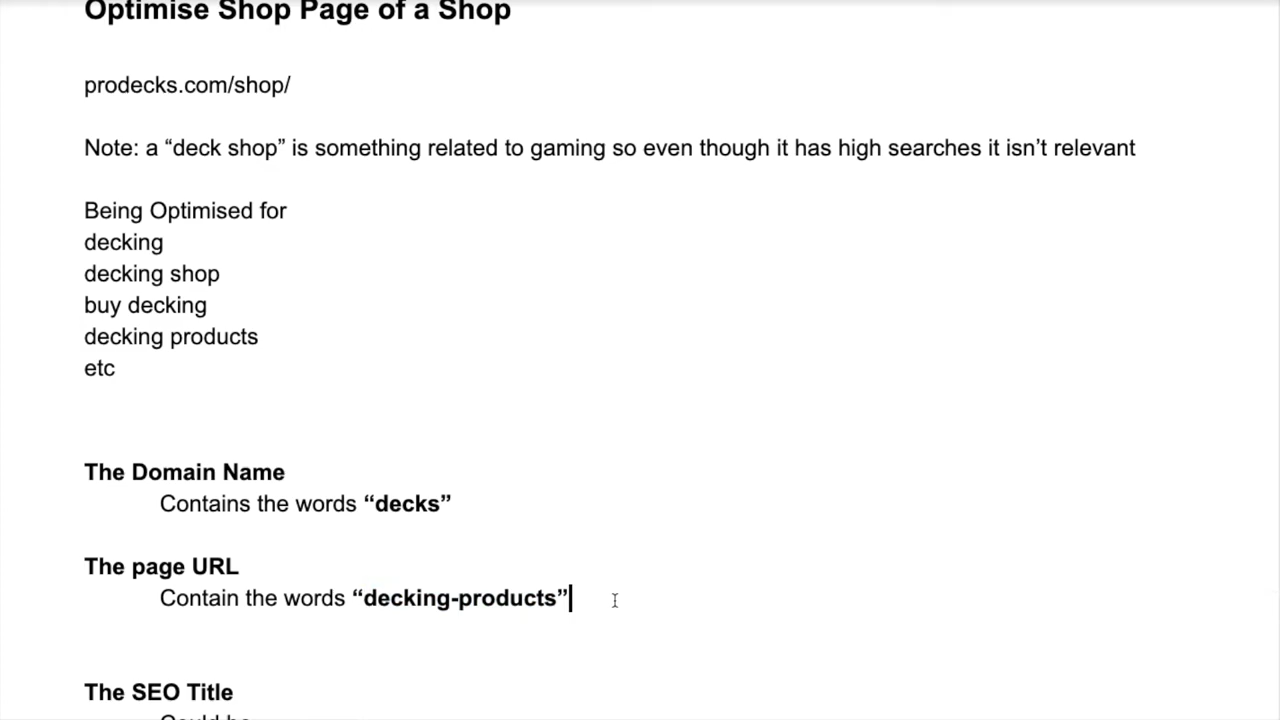 Optimise Shop Page of a Shop
prodecks.com/shop/
Note: a “deck shop” is something related to gaming so even though it has high searches it isn’t relevant
Being Optimised for
decking
decking shop
buy decking
decking products
etc
The Domain Name
Contains the words “decks”
The page URL
Contain the words “decking-products”
The SEO Title
Could be